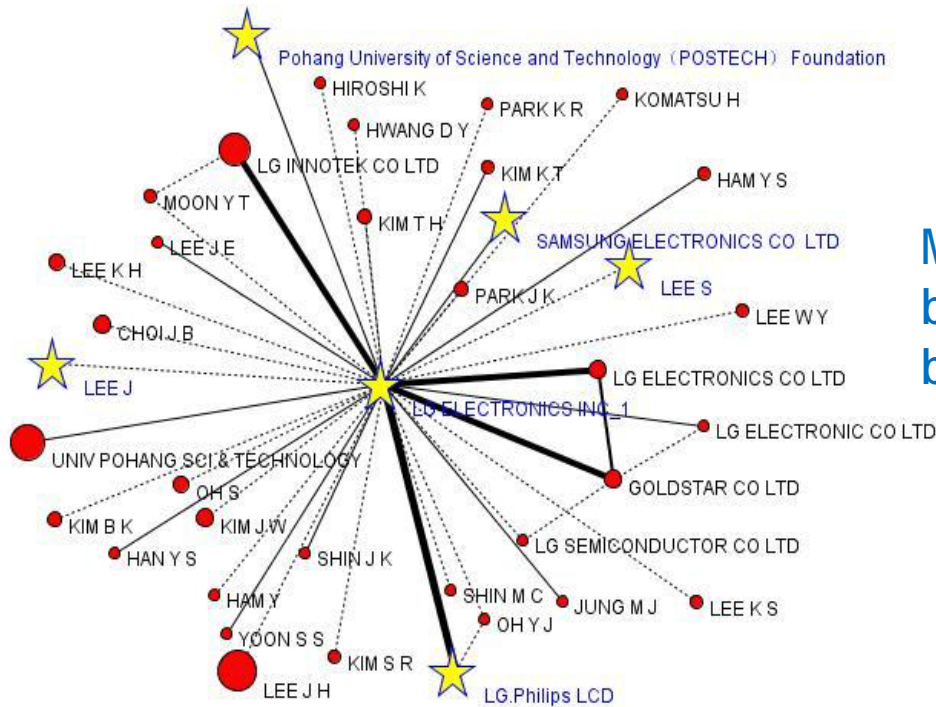 Pohang University of Science and Technology（POSTECH） Foundation
HIROSHI K
PARK K R
KOMATSU H
HWANG D Y
LG INNOTEK CO LTD
KIM K T
HAM Y S
MOON Y T
KIM T H
LEE J E
SAMSUNG ELECTRONICS CO LTD
LEE K H
LEE S
PARK J K
LEE W Y
CHOI J B
LG ELECTRONICS CO LTD
LEE J
LG ELECTRONICS INC_1
LG ELECTRONIC CO LTD
UNIV POHANG SCI & TECHNOLOGY
OH S
GOLDSTAR CO LTD
KIM B K
KIM J W
LG SEMICONDUCTOR CO LTD
HAN Y S
SHIN J K
SHIN M C
JUNG M J
LEE K S
HAM Y
OH Y J
YOON S S
KIM S R
LEE J H
LG.Philips LCD